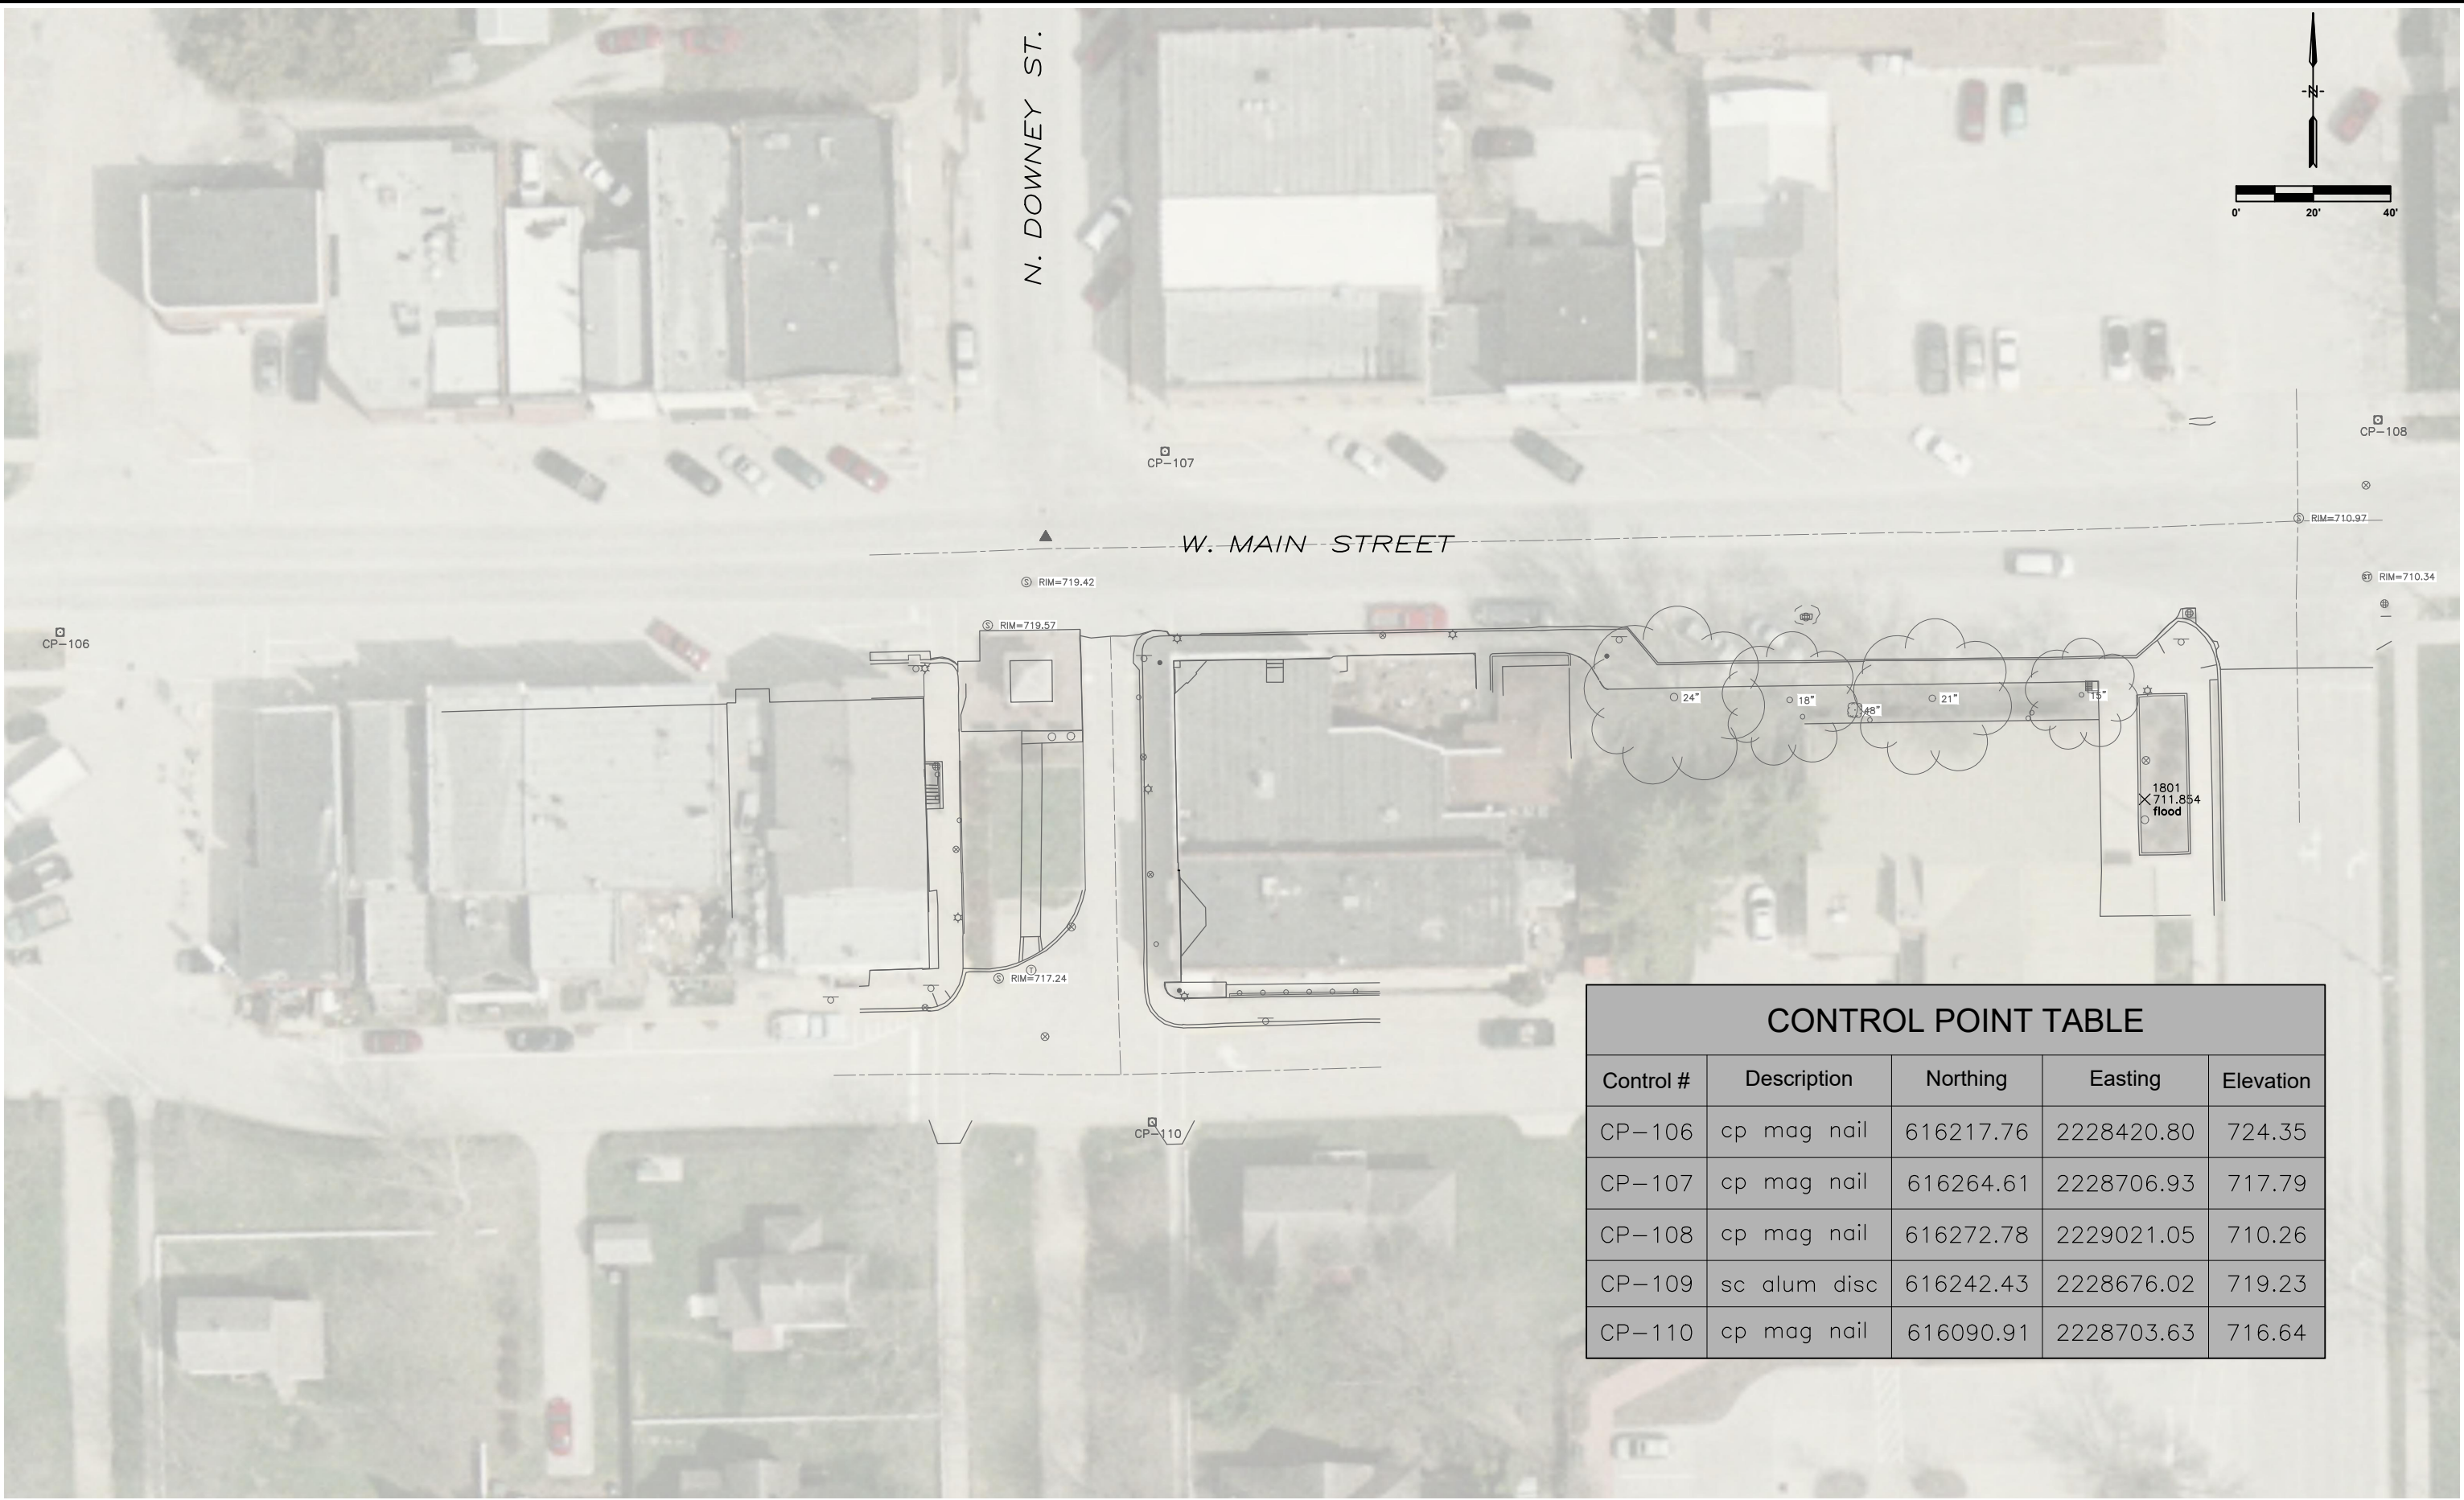 N. DOWNEY ST.
-N-
0' 20' 40'
CP-108
CP-107
RIM=710.97
W. MAIN STREET
RIM=710.34
RIM=719.42
RIM=719.57
CP-106
24"
18"
48"
21"
15"
1801
711.854
flood
RIM=717.24
CP-110
CONTROL POINT TABLE
Control # Description Northing Easting Elevation
CP-106 cp mag nail 616217.76 2228420.80 724.35
CP-107 cp mag nail 616264.61 2228706.93 717.79
CP-108 cp mag nail 616272.78 2229021.05 710.26
CP-109 sc alum disc 616242.43 2228676.02 719.23
CP-110 cp mag nail 616090.91 2228703.63 716.64